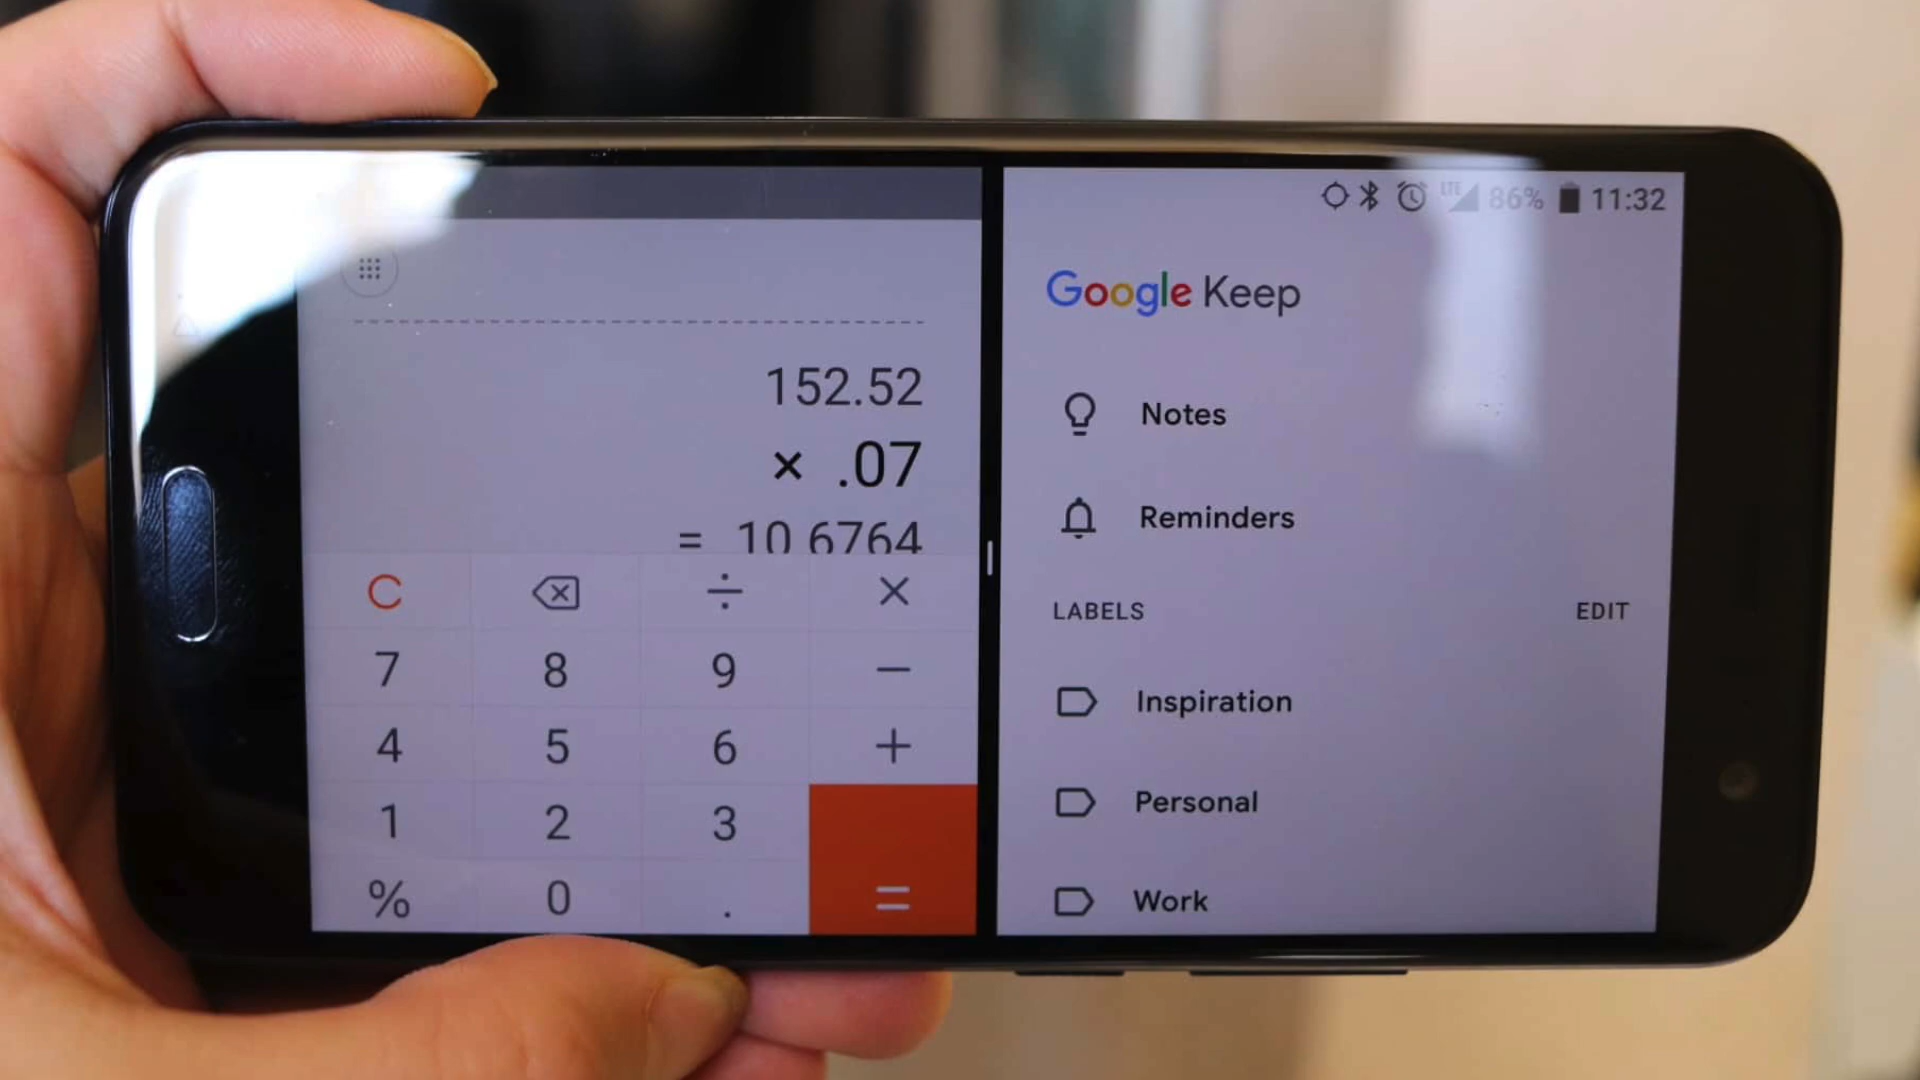 152.52
× .07
= 10.6764
C ÷ ×
7 8 9 −
4 5 6 +
1 2 3
% 0 . =
LTE 86% 11:32
Google Keep
Notes
Reminders
LABELS EDIT
Inspiration
Personal
Work